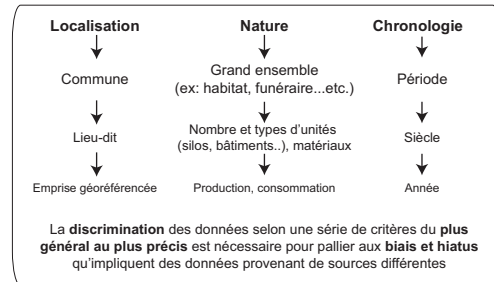 Localisation Nature Chronologie
Commune Grand ensemble Période
(ex: habitat, funéraire...etc.)
Lieu-dit Nombre et types d'unités Siècle
(silos, bâtiments..), matériaux
Emprise géoréférencée Production, consommation Année
La discrimination des données selon une série de critères du plus
général au plus précis est nécessaire pour pallier aux biais et hiatus
qu'impliquent des données provenant de sources différentes